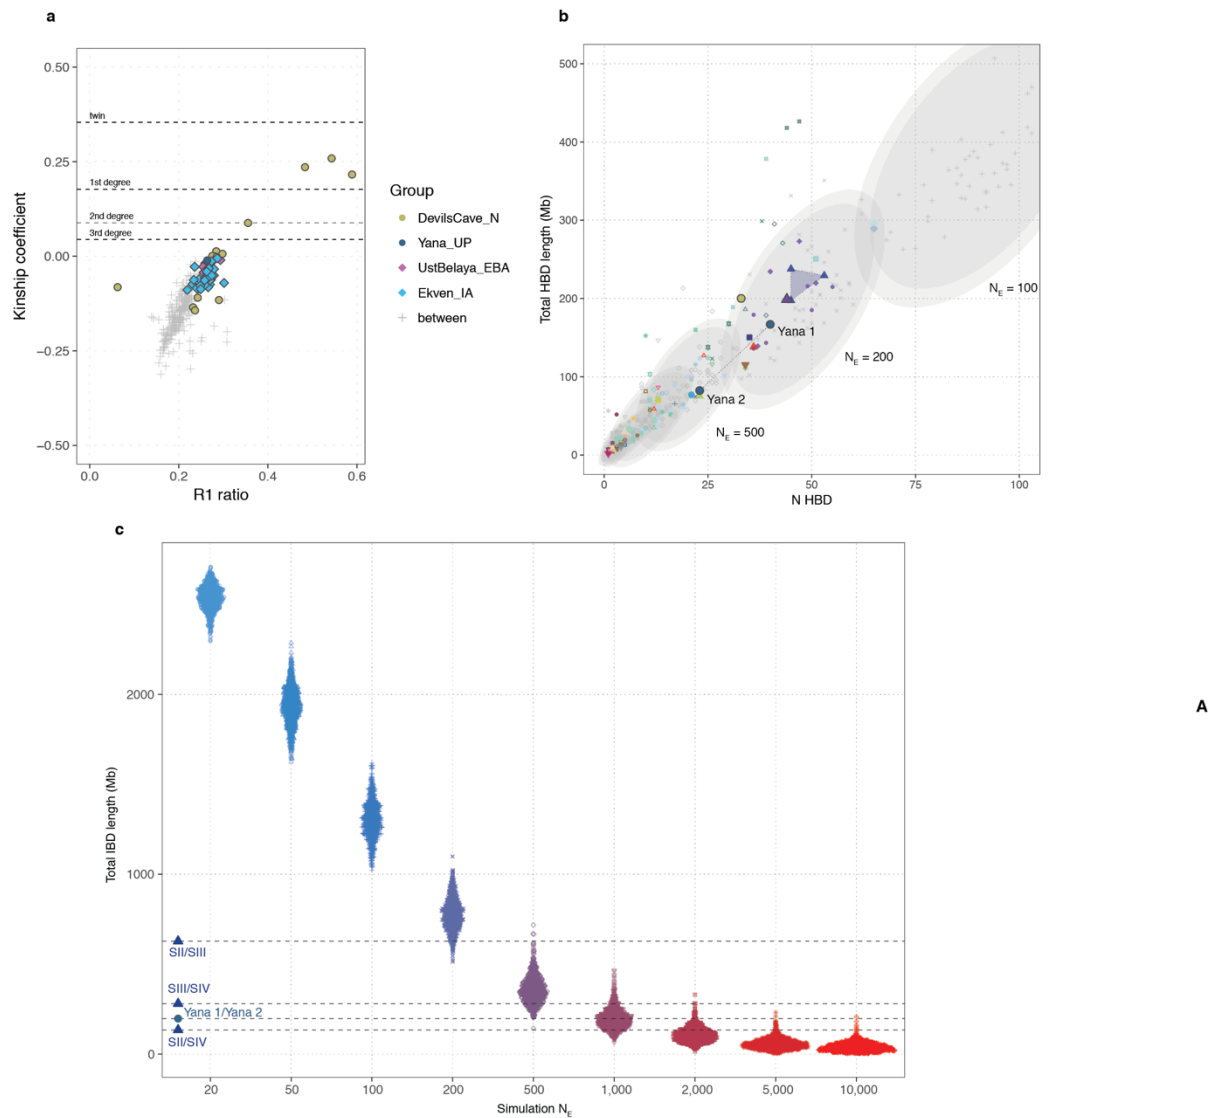 a
0.50
0.25
0.00
−0.25
−0.50
Kinship coefficient
twin
1st degree
2nd degree
3rd degree
0.0
0.2
0.4
0.6
R1 ratio
Group
DevilsCave_N
Yana_UP
UstBelaya_EBA
Ekven_IA
between
b
500
400
300
200
100
0
Total HBD length (Mb)
Yana 1
Yana 2
NE = 100
NE = 200
NE = 500
0
25
50
75
100
N HBD
c
2000
1000
0
Total IBD length (Mb)
SII/SIII
SIII/SIV
Yana 1/Yana 2
SII/SIV
20
50
100
200
500
1,000
2,000
5,000
10,000
Simulation NE
A